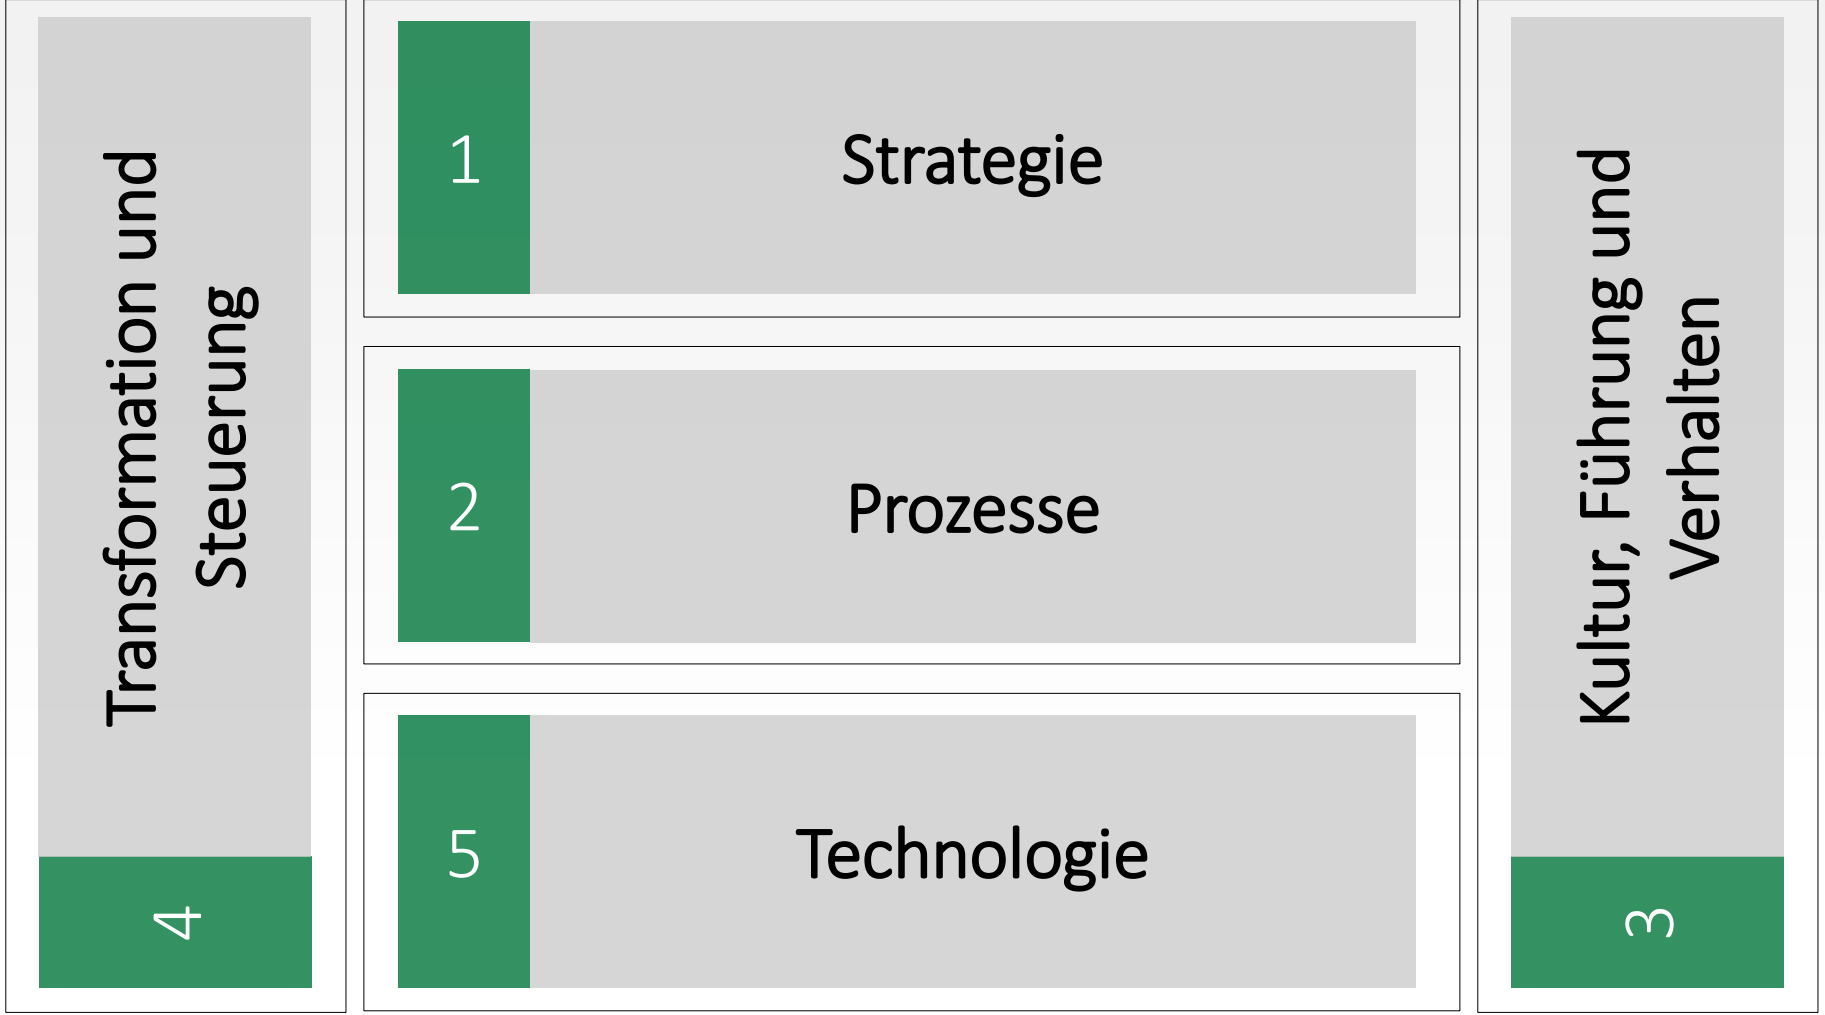 Transformation und
Steuerung
4
1
Strategie
2
Prozesse
5
Technologie
Kultur, Führung und
Verhalten
3